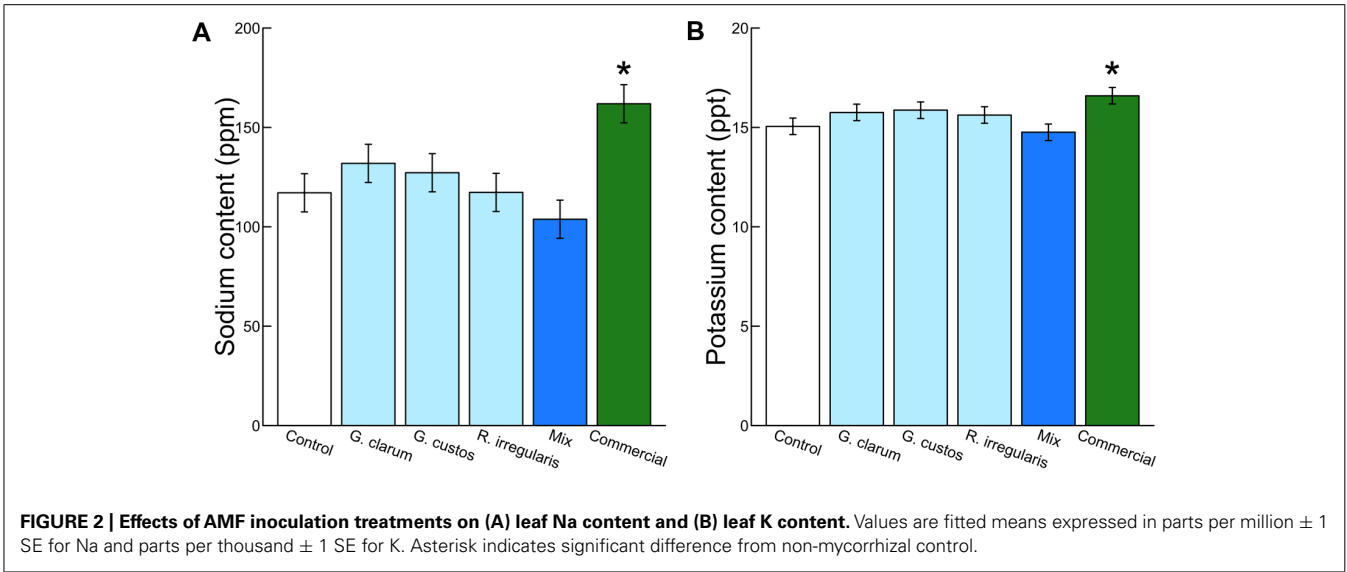 A
Sodium content (ppm)
200
150
100
50
0
*
Control
G. clarum
G. custos
R. irregularis
Mix
Commercial
B
Potassium content (ppt)
20
15
10
5
0
*
Control
G. clarum
G. custos
R. irregularis
Mix
Commercial
FIGURE 2 | Effects of AMF inoculation treatments on (A) leaf Na content and (B) leaf K content. Values are fitted means expressed in parts per million ± 1
SE for Na and parts per thousand ± 1 SE for K. Asterisk indicates significant difference from non-mycorrhizal control.